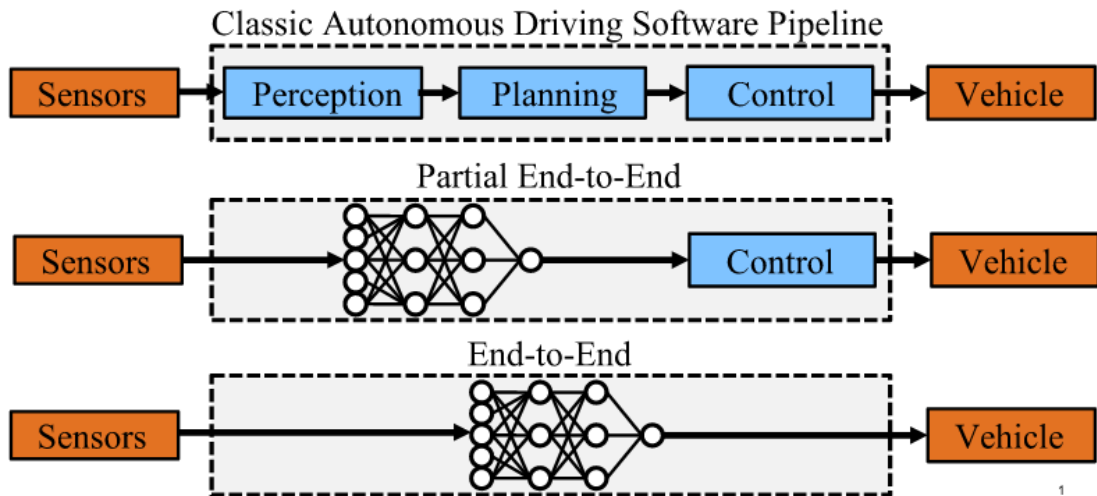 Classic Autonomous Driving Software Pipeline
Sensors Perception Planning Control Vehicle
Partial End-to-End
Sensors Control Vehicle
End-to-End
Sensors Vehicle
1